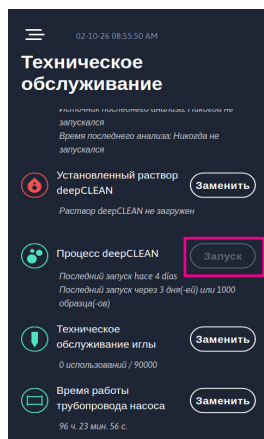 02-10-26 08:55:50 AM
Техническое
обслуживание
Источник последнего анализа: Никогда не
запускался
Время последнего анализа: Никогда не
запускался
Установленный раствор
deepCLEAN
Заменить
Раствор deepCLEAN не загружен
Процесс deepCLEAN
Запуск
Последний запуск hace 4 días
Последний запуск через 3 дня(-ей) или 1000
образца(-ов)
Техническое
обслуживание иглы
Заменить
0 использований / 90000
Время работы
трубопровода насоса
Заменить
96 ч. 23 мин. 56 с.